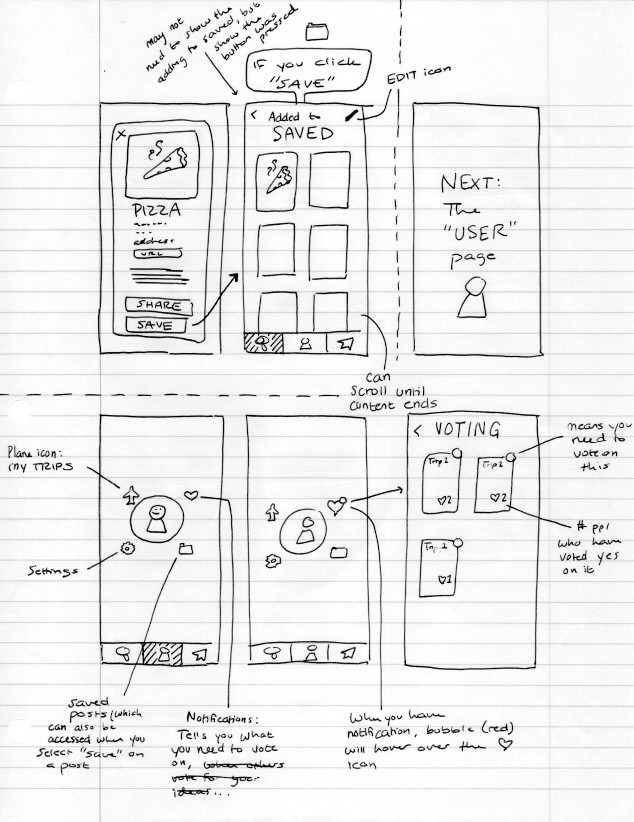 may not
need to show the
adding to saved, but
show the
button was
pressed
IF you click
"SAVE"
EDIT icon
< Added to
SAVED
X
PIZZA
address
URL
SHARE
SAVE
NEXT:
The
"USER"
page
can
Scroll until
content ends
Plane icon:
my TRIPS
Settings
< VOTING
Trip 1
2
Trip 2
2
Trip 2
1
means you
need to
vote on
this
# ppl
who have
voted yes
on it
Saved
posts (which
can also be
accessed when you
select "save" on
a post
Notifications:
Tells you what
you need to vote
on, when others
vote for your
ideas...
When you have
notification, bubble (red)
will hover over the ♡
icon